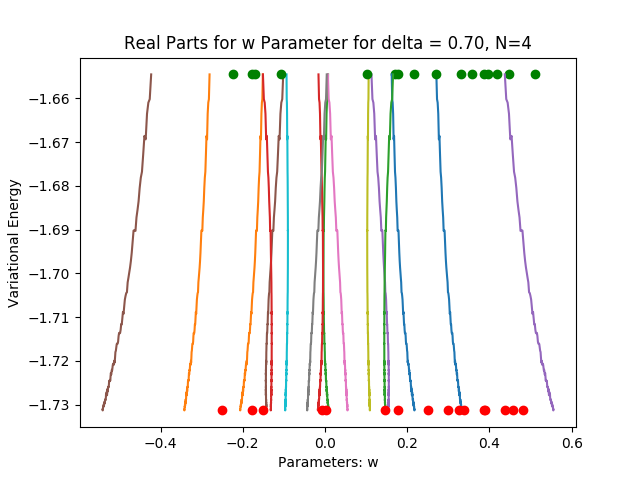 Real Parts for w Parameter for delta = 0.70, N=4
Variational Energy
−1.66
−1.67
−1.68
−1.69
−1.70
−1.71
−1.72
−1.73
−0.4 −0.2 0.0 0.2 0.4 0.6
Parameters: w